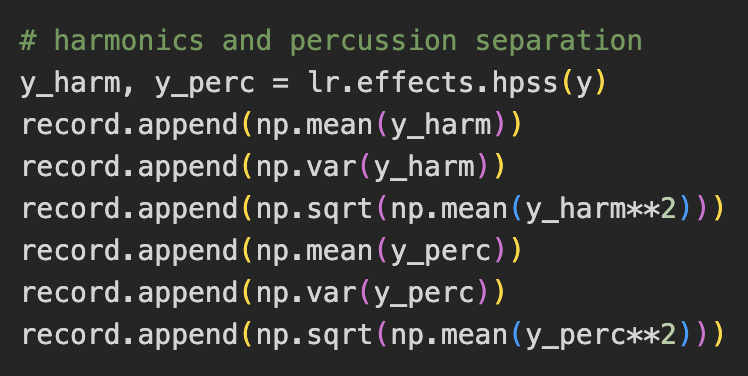 # harmonics and percussion separation
y_harm, y_perc = lr.effects.hpss(y)
record.append(np.mean(y_harm))
record.append(np.var(y_harm))
record.append(np.sqrt(np.mean(y_harm**2)))
record.append(np.mean(y_perc))
record.append(np.var(y_perc))
record.append(np.sqrt(np.mean(y_perc**2)))